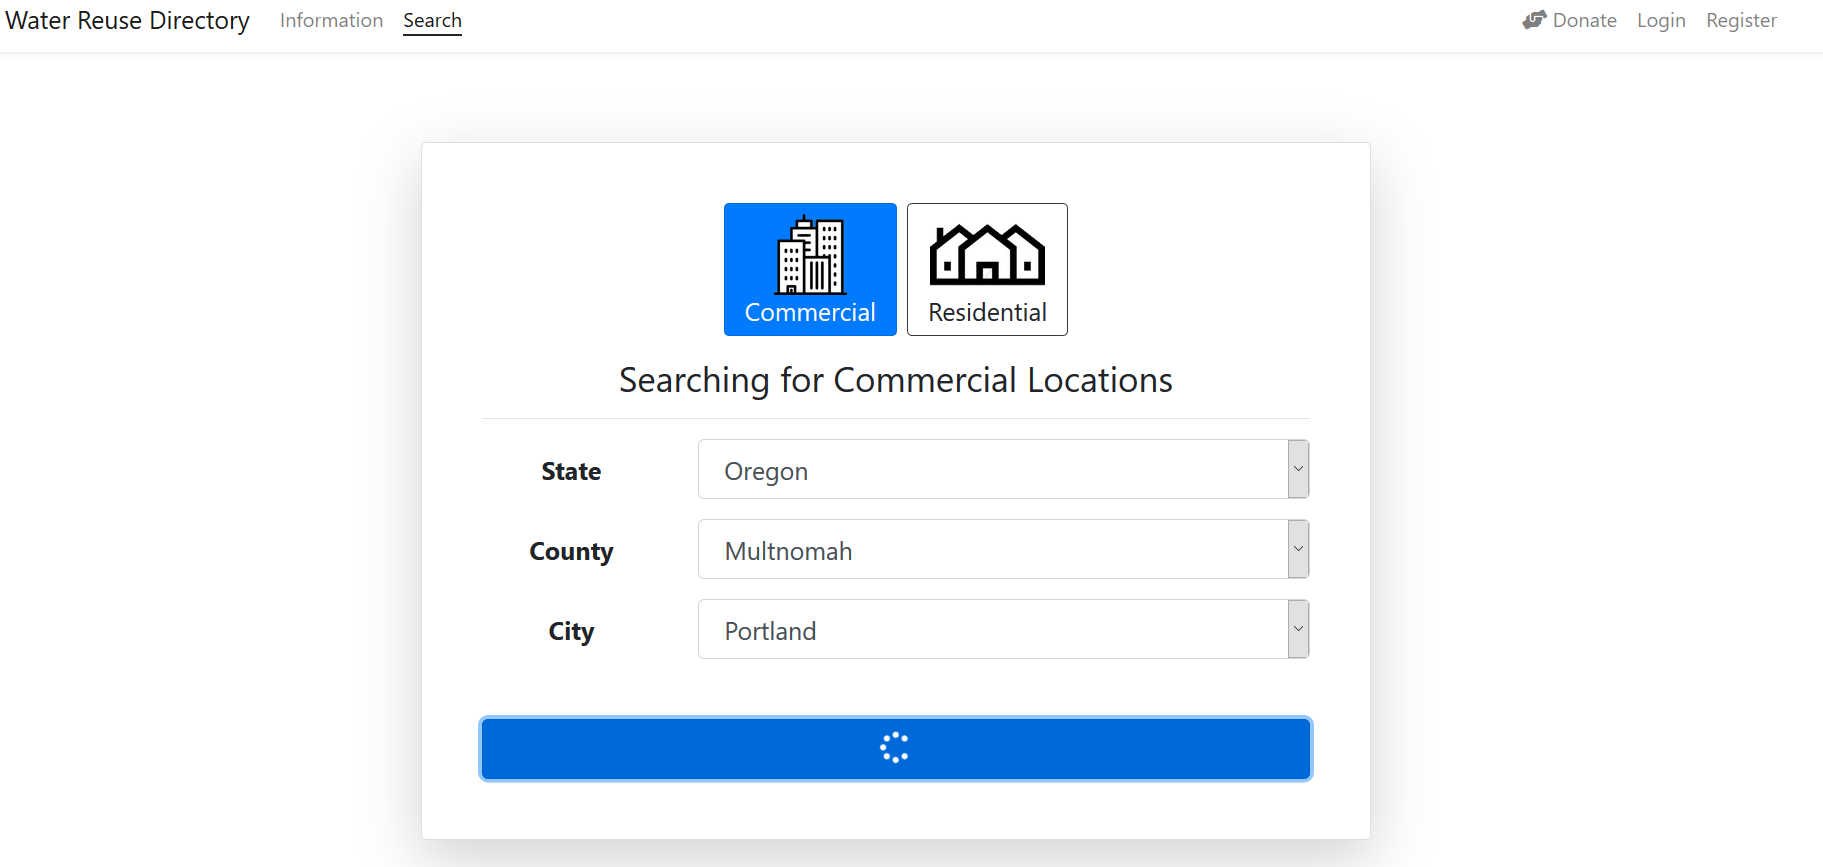 Water Reuse Directory Information Search Donate Login Register
Commercial Residential
Searching for Commercial Locations
State Oregon
County Multnomah
City Portland